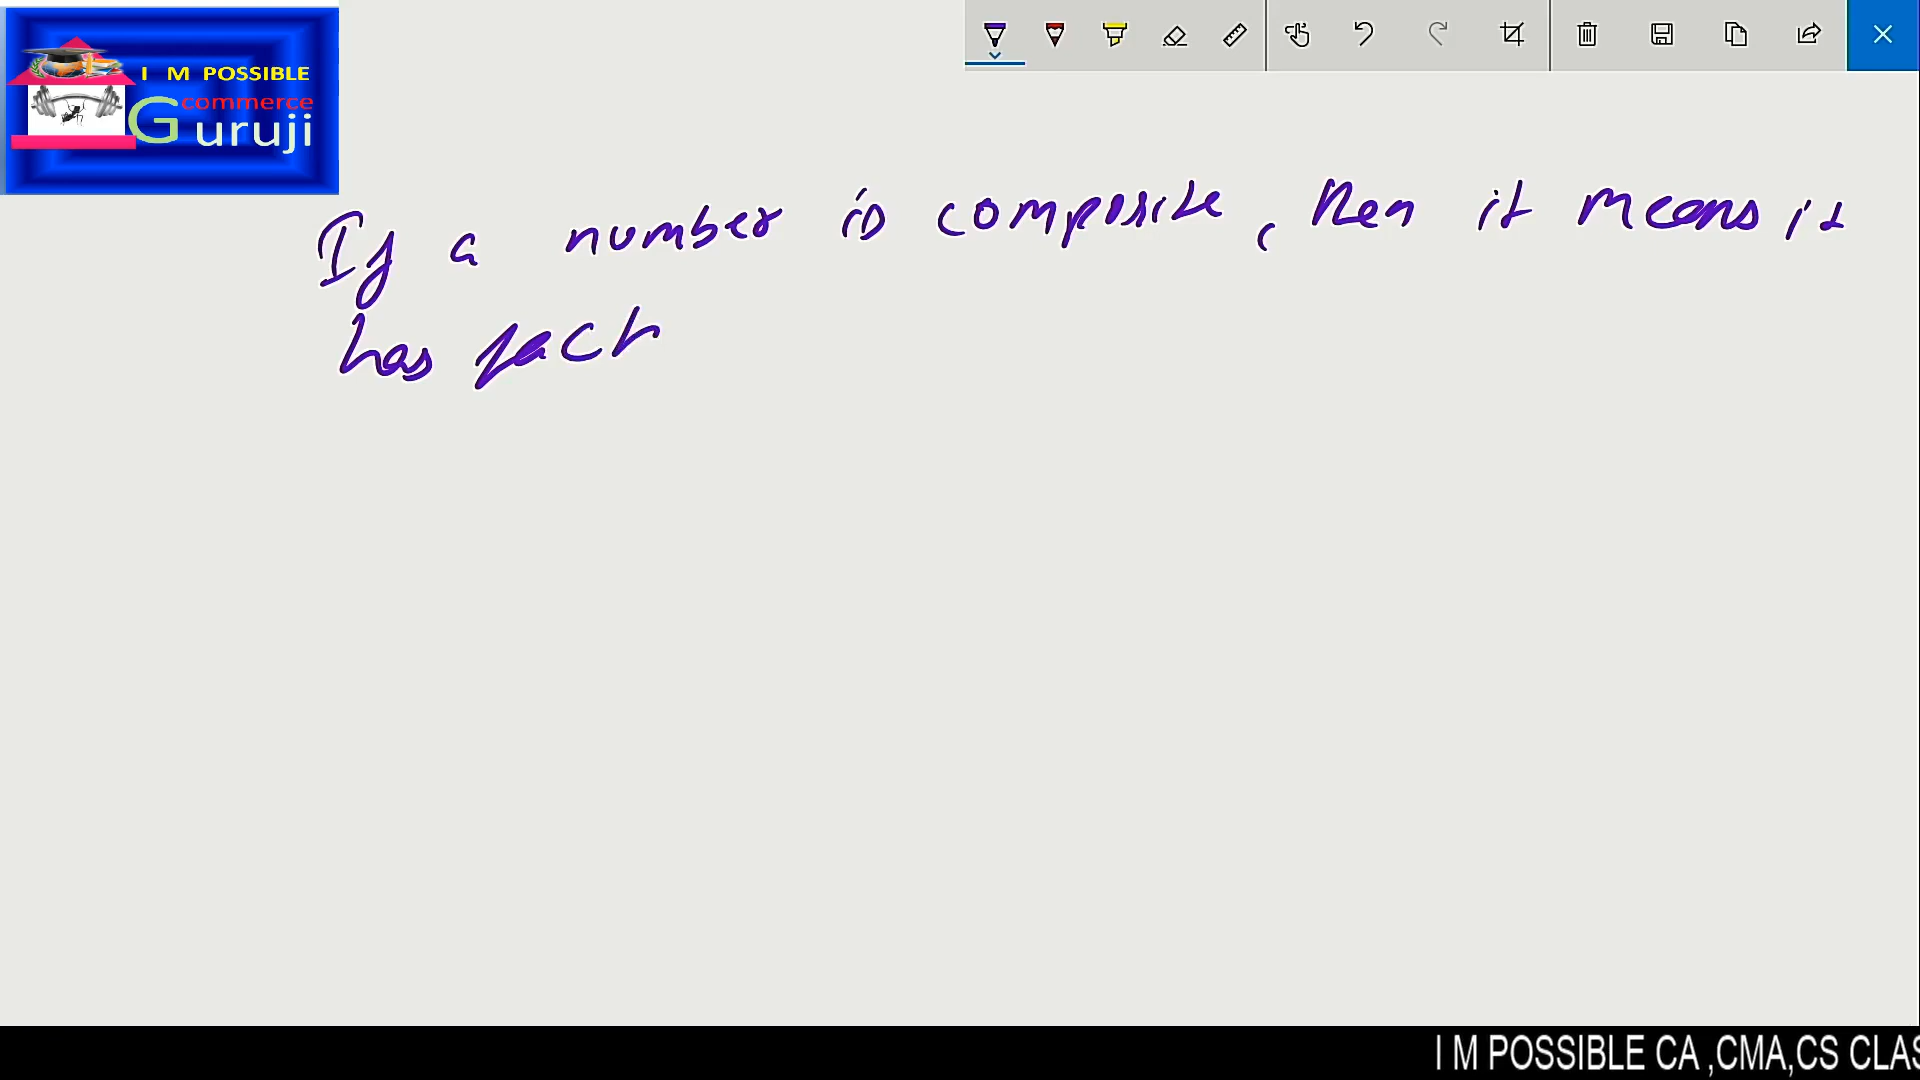 I M POSSIBLE
commerce
Guruji
If a number is composite, then it means it
has fact
I M POSSIBLE CA ,CMA,CS CLAS